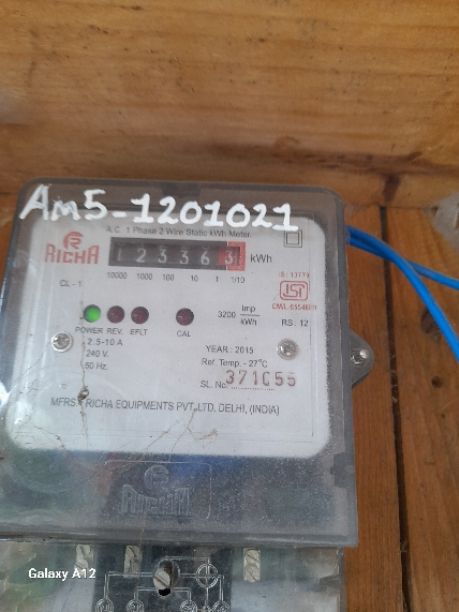 Am5-1201021
A.C. 1 Phase 2 Wire Static kWh Meter
RICHA
1 2 3 3 6 3 kWh
10000 1000 100 10 1 1/10
CL - 1
IS: 13779
ISI
3200 Imp/kWh
RS: 12
POWER REV. E/FLT CAL
2.5-10 A
240 V.
50 Hz.
YEAR: 2015
Ref. Temp. - 27°C
SL. No.
MFRS. RICHA EQUIPMENTS PVT. LTD. DELHI, (INDIA)
RICHA
Galaxy A12